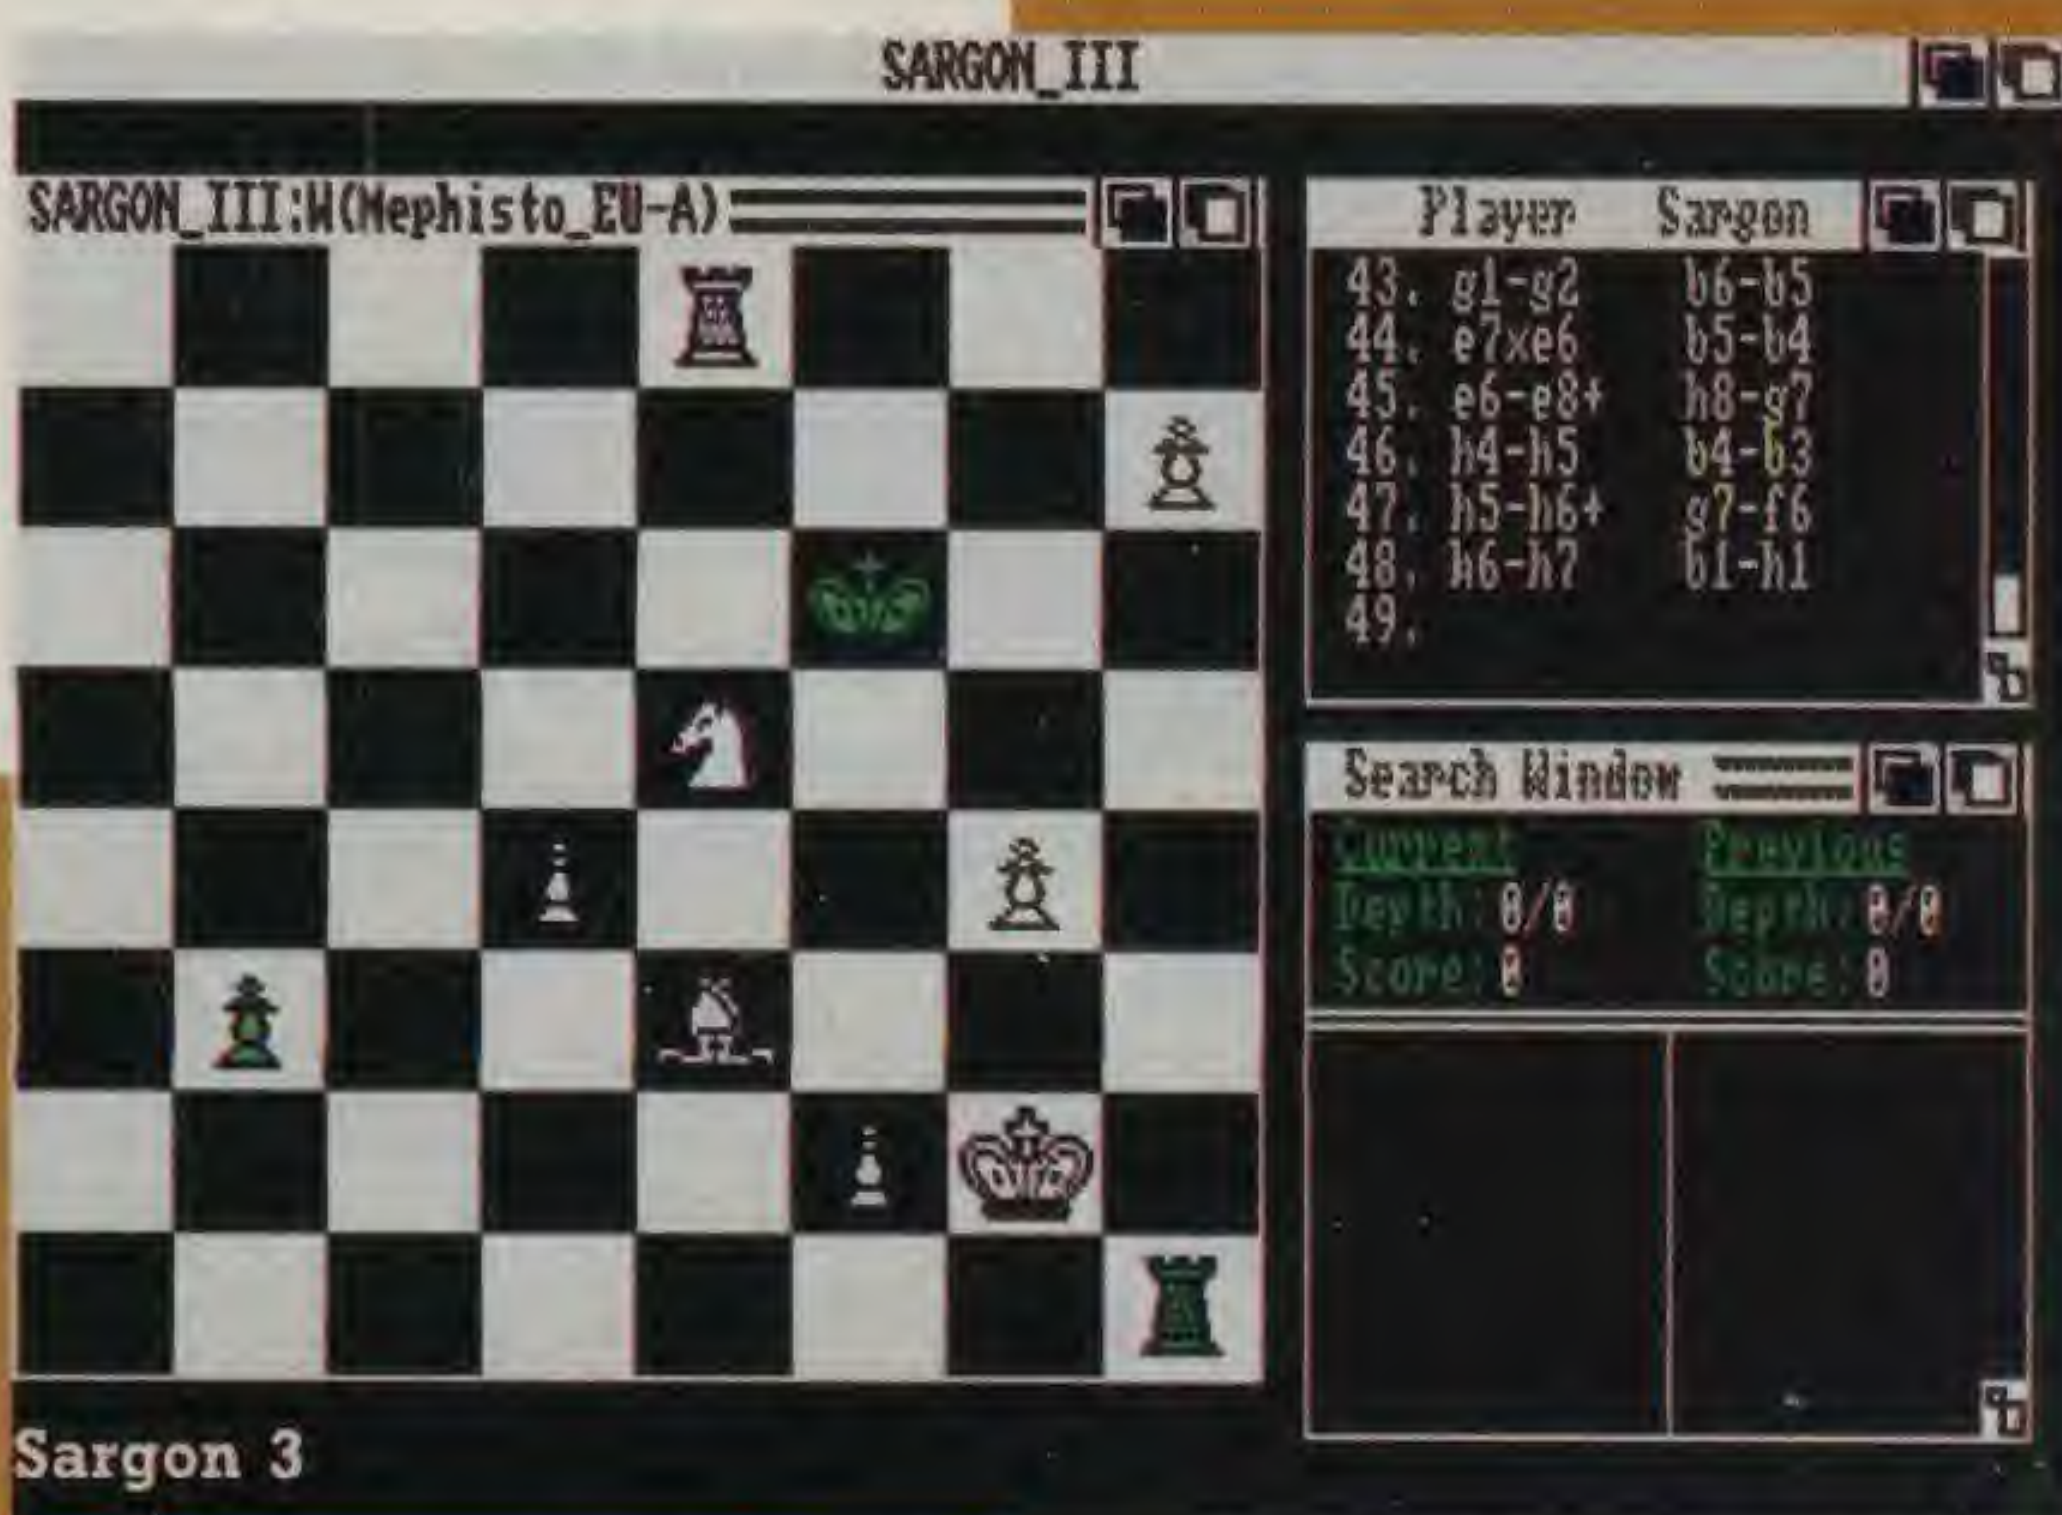 SARGON_III
SARGON_III:W(Mephisto_EU-A)
Player Sargon
43. g1-g2 b6-b5
44. e7xe6 b5-b4
45. e6-e8+ h8-g7
46. h4-h5 b4-b3
47. h5-h6+ g7-f6
48. h6-h7 b1-h1
49.
Search Window
Current Previous
Depth: 0/0 Depth: 0/0
Score: 0 Score: 0
Sargon 3